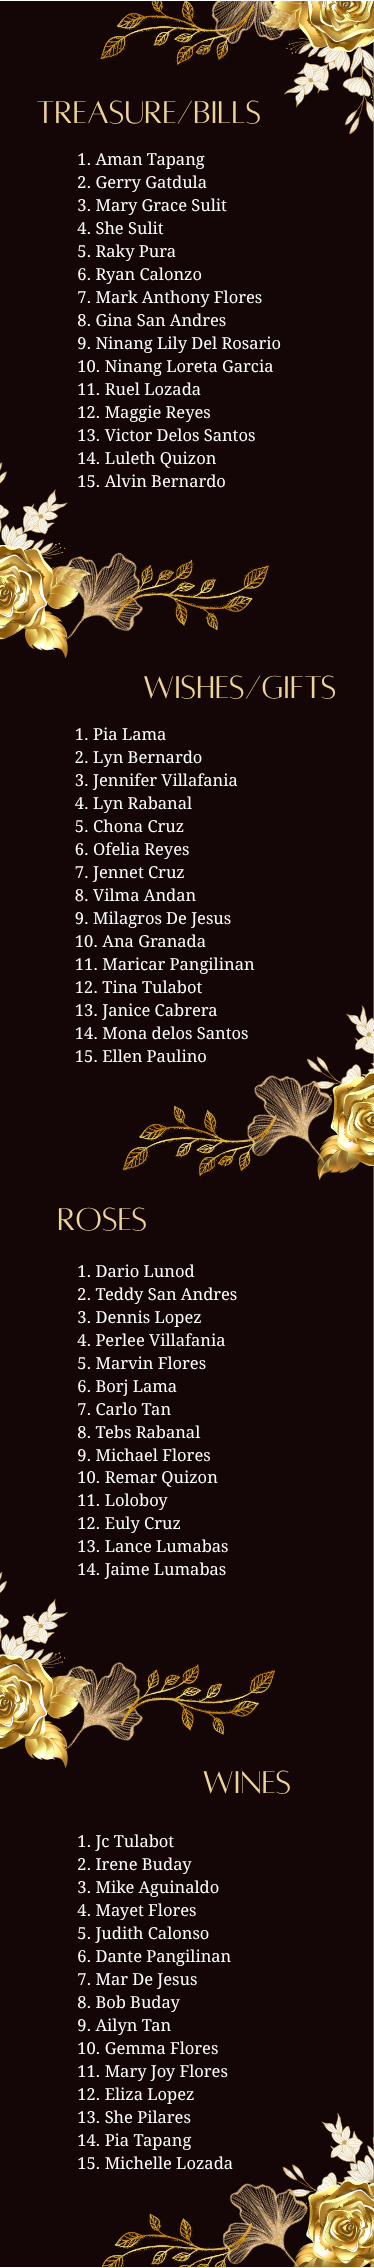 TREASURE/BILLS
1. Aman Tapang
2. Gerry Gatdula
3. Mary Grace Sulit
4. She Sulit
5. Raky Pura
6. Ryan Calonzo
7. Mark Anthony Flores
8. Gina San Andres
9. Ninang Lily Del Rosario
10. Ninang Loreta Garcia
11. Ruel Lozada
12. Maggie Reyes
13. Victor Delos Santos
14. Luleth Quizon
15. Alvin Bernardo
WISHES/GIFTS
1. Pia Lama
2. Lyn Bernardo
3. Jennifer Villafania
4. Lyn Rabanal
5. Chona Cruz
6. Ofelia Reyes
7. Jennet Cruz
8. Vilma Andan
9. Milagros De Jesus
10. Ana Granada
11. Maricar Pangilinan
12. Tina Tulabot
13. Janice Cabrera
14. Mona delos Santos
15. Ellen Paulino
ROSES
1. Dario Lunod
2. Teddy San Andres
3. Dennis Lopez
4. Perlee Villafania
5. Marvin Flores
6. Borj Lama
7. Carlo Tan
8. Tebs Rabanal
9. Michael Flores
10. Remar Quizon
11. Loloboy
12. Euly Cruz
13. Lance Lumabas
14. Jaime Lumabas
WINES
1. Jc Tulabot
2. Irene Buday
3. Mike Aguinaldo
4. Mayet Flores
5. Judith Calonso
6. Dante Pangilinan
7. Mar De Jesus
8. Bob Buday
9. Ailyn Tan
10. Gemma Flores
11. Mary Joy Flores
12. Eliza Lopez
13. She Pilares
14. Pia Tapang
15. Michelle Lozada